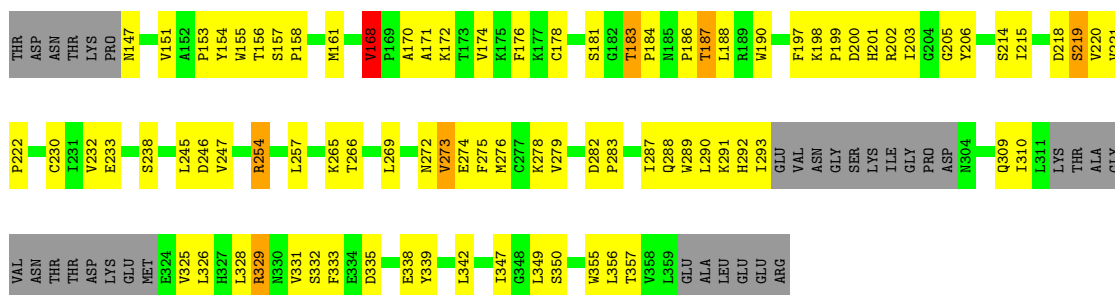 THR ASP ASN THR LYS PRO N147 V151 A152 P153 Y154 W155 T156 S157 P158 M161 V168 P169 A170 A171 K172 T173 V174 K175 F176 K177 C178 S181 G182 T183 P184 N185 P186 T187 L188 R189 W190 F197 K198 P199 D200 H201 R202 I203 G204 G205 Y206 S214 I215 D218 S219 V220 V221
P222 C230 I231 V232 E233 S238 L245 D246 V247 R254 L257 K265 T266 L269 N272 V273 E274 F275 M276 C277 K278 V279 D282 P283 I287 Q288 W289 L290 K291 H292 I293 GLU VAL ASN GLY SER LYS ILE GLY PRO ASP N304 Q309 I310 L311 LYS THR ALA GLY
VAL ASN THR THR ASP LYS GLU MET E324 V325 L326 H327 L328 R329 N330 V331 S332 F333 E334 D335 E338 Y339 L342 I347 G348 L349 S350 W355 L356 T357 V358 L359 GLU ALA LEU GLU GLU ARG